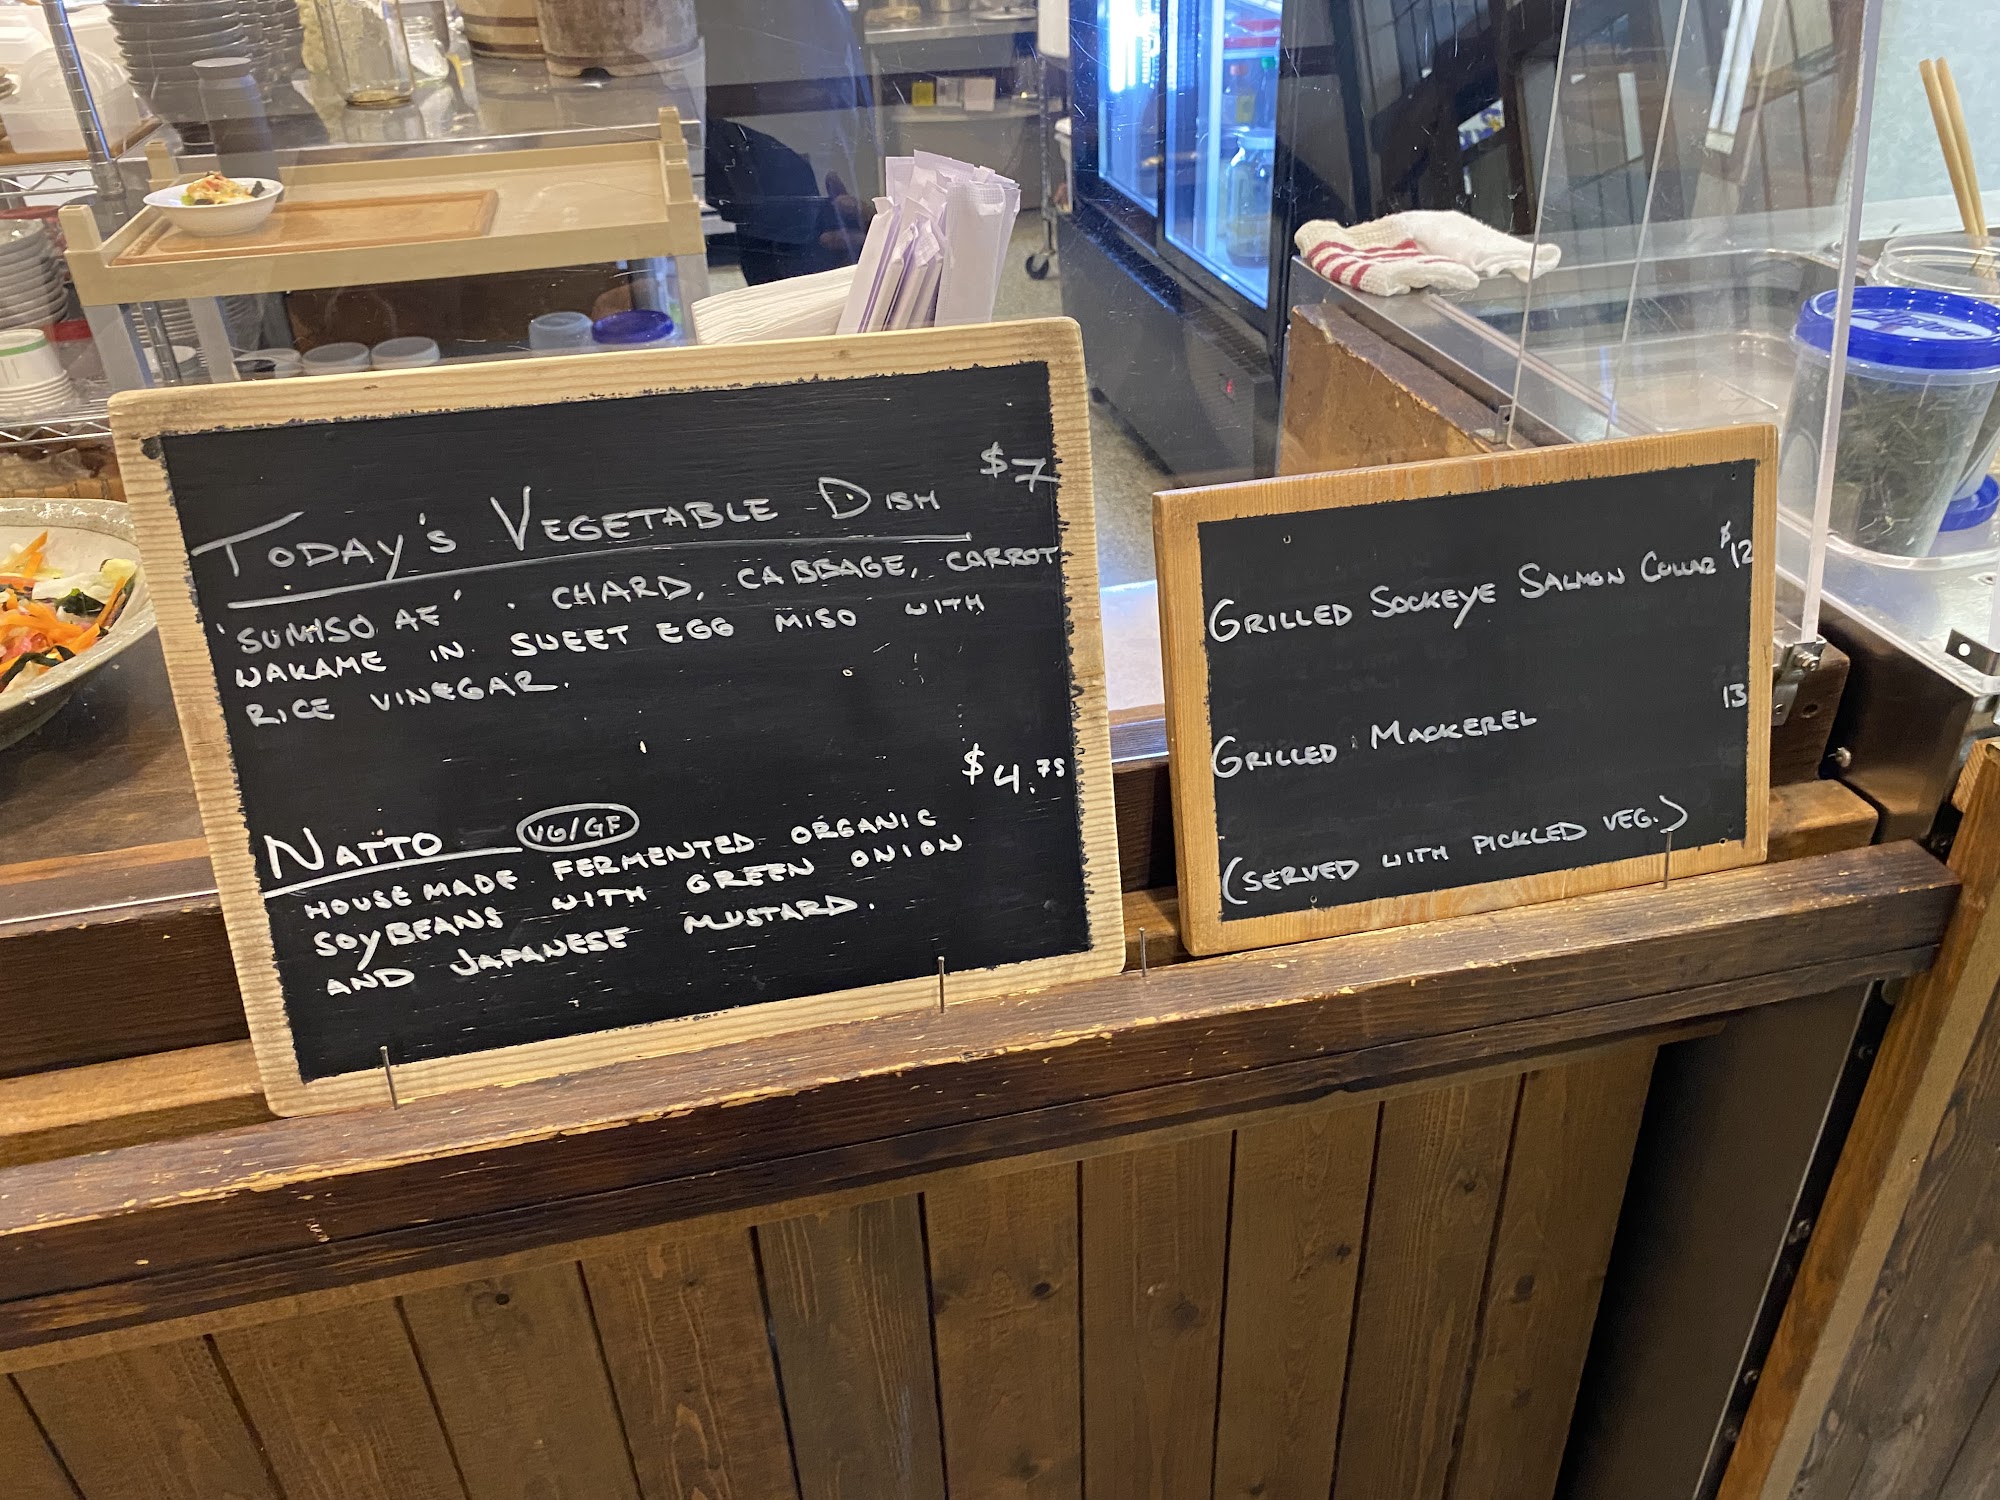 $7
Today's Vegetable Dish
'Sumiso Ae'. Chard, Cabbage, Carrot
Wakame in sweet egg miso with
rice vinegar.
$4.75
Natto VG/GF
House made fermented organic
soybeans with green onion
and Japanese mustard.
Grilled Sockeye Salmon Collar $12
Grilled Mackerel 13
(served with pickled veg.)